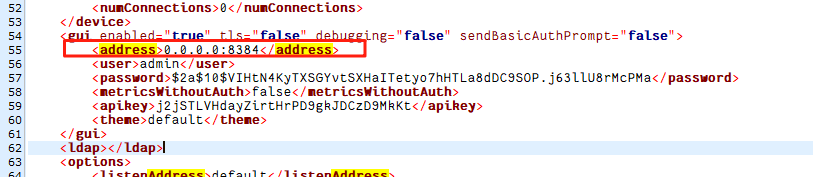 52 <numConnections>0</numConnections>
53 </device>
54 <gui enabled="true" tls="false" debugging="false" sendBasicAuthPrompt="false">
55 <address>0.0.0.0:8384</address>
56 <user>admin</user>
57 <password>$2a$10$VIHtN4KyTXSGYvtSXHaITetyo7hHTLa8dDC9SOP.j63llU8rMcPMa</password>
58 <metricsWithoutAuth>false</metricsWithoutAuth>
59 <apikey>j2jSTLVHdayZirtHrPD9gkJDCzD9MkKt</apikey>
60 <theme>default</theme>
61 </gui>
62 <ldap></ldap>
63 <options>
64 <listenAddress>default</listenAddress>